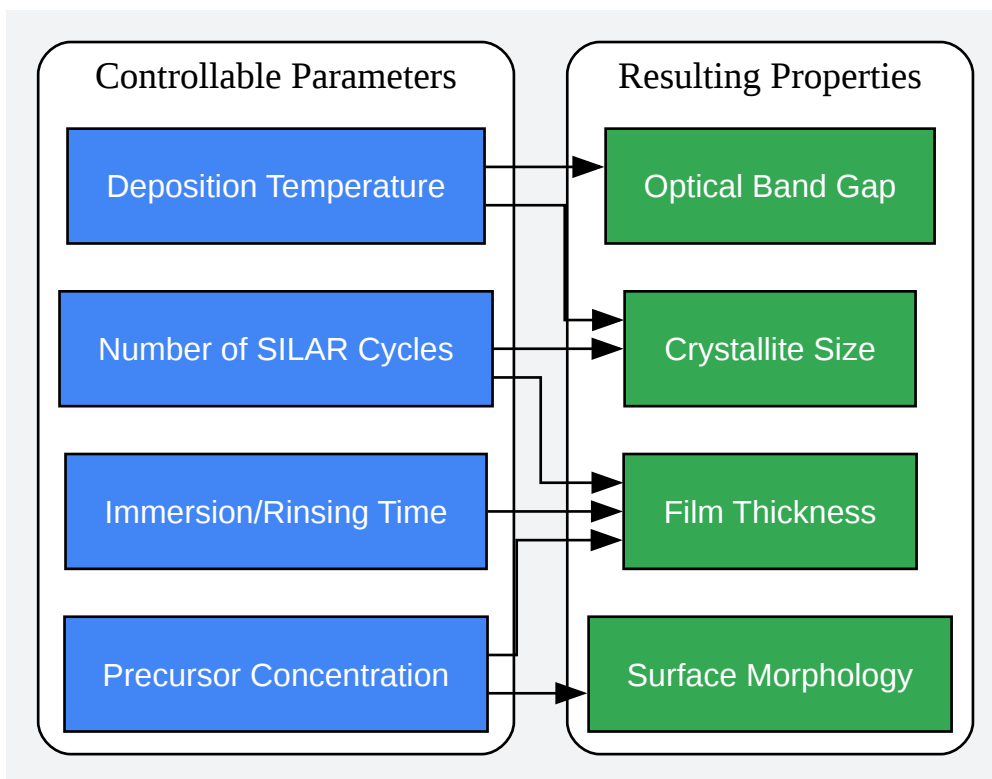 Controllable Parameters
Deposition Temperature
Number of SILAR Cycles
Immersion/Rinsing Time
Precursor Concentration
Resulting Properties
Optical Band Gap
Crystallite Size
Film Thickness
Surface Morphology